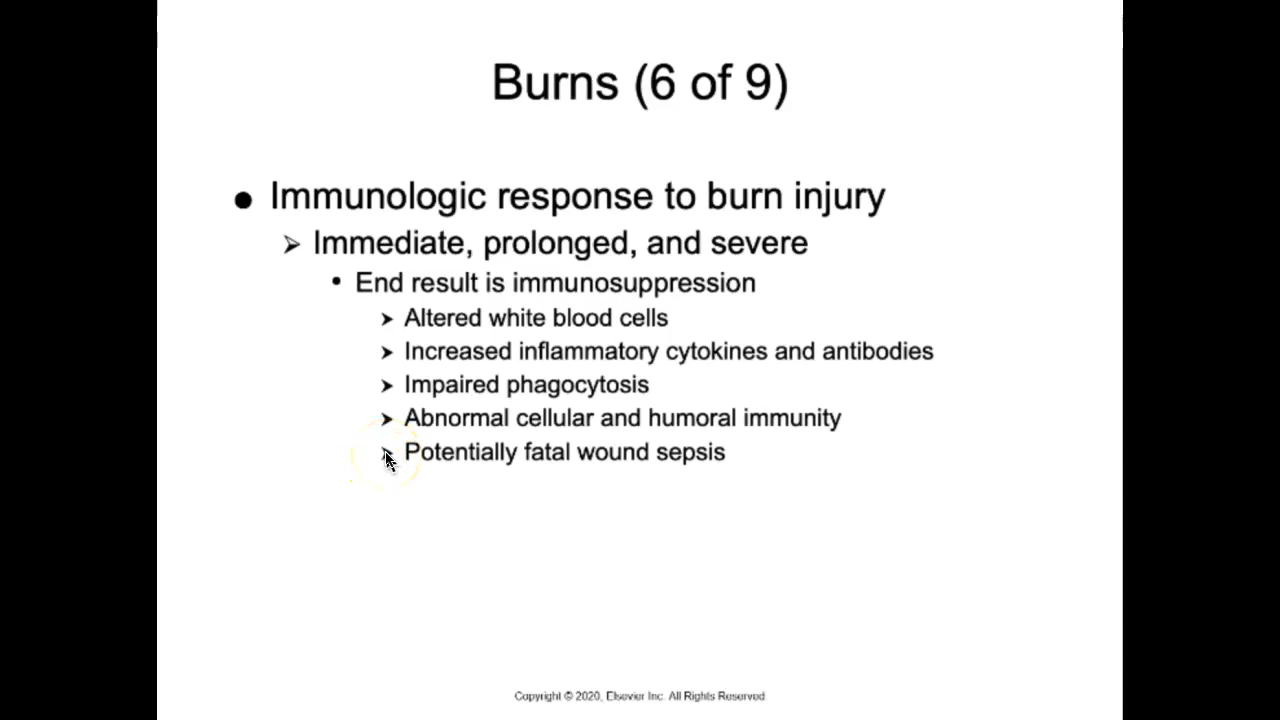 Burns (6 of 9)
Immunologic response to burn injury
Immediate, prolonged, and severe
End result is immunosuppression
Altered white blood cells
Increased inflammatory cytokines and antibodies
Impaired phagocytosis
Abnormal cellular and humoral immunity
Potentially fatal wound sepsis
Copyright © 2020, Elsevier Inc. All Rights Reserved